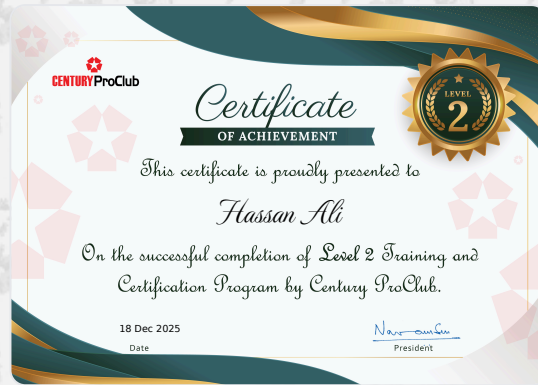 CENTURY ProClub
LEVEL
2
Certificate
OF ACHIEVEMENT
This certificate is proudly presented to
Hassan Ali
On the successful completion of Level 2 Training and
Certification Program by Century ProClub.
18 Dec 2025
Date
President